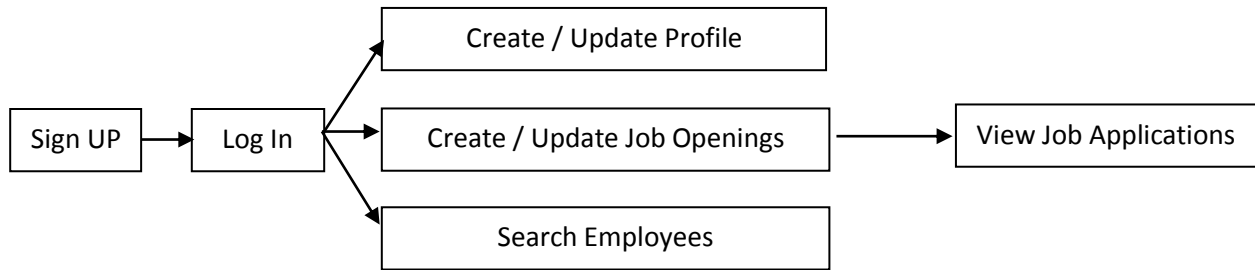 Create / Update Profile
Sign UP
Log In
Create / Update Job Openings
View Job Applications
Search Employees